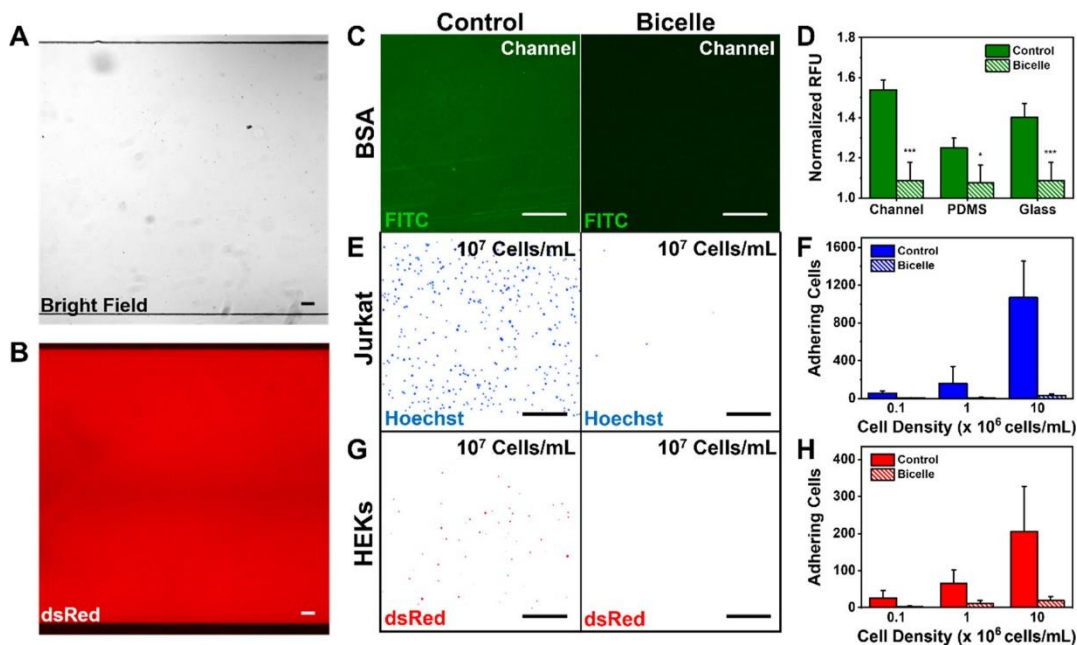 Control
Bicelle
A
Bright Field
B
dsRed
C
BSA
Channel
FITC
Channel
FITC
D
Normalized RFU
1.8
1.6
1.4
1.2
1.0
Control
Bicelle
***
*
***
Channel PDMS Glass
E
Jurkat
10⁷ Cells/mL
Hoechst
10⁷ Cells/mL
Hoechst
F
Adhering Cells
1600
1200
800
400
0
Control
Bicelle
0.1 1 10
Cell Density (x 10⁶ cells/mL)
G
HEKs
10⁷ Cells/mL
dsRed
10⁷ Cells/mL
dsRed
H
Adhering Cells
400
300
200
100
0
Control
Bicelle
0.1 1 10
Cell Density (x 10⁶ cells/mL)